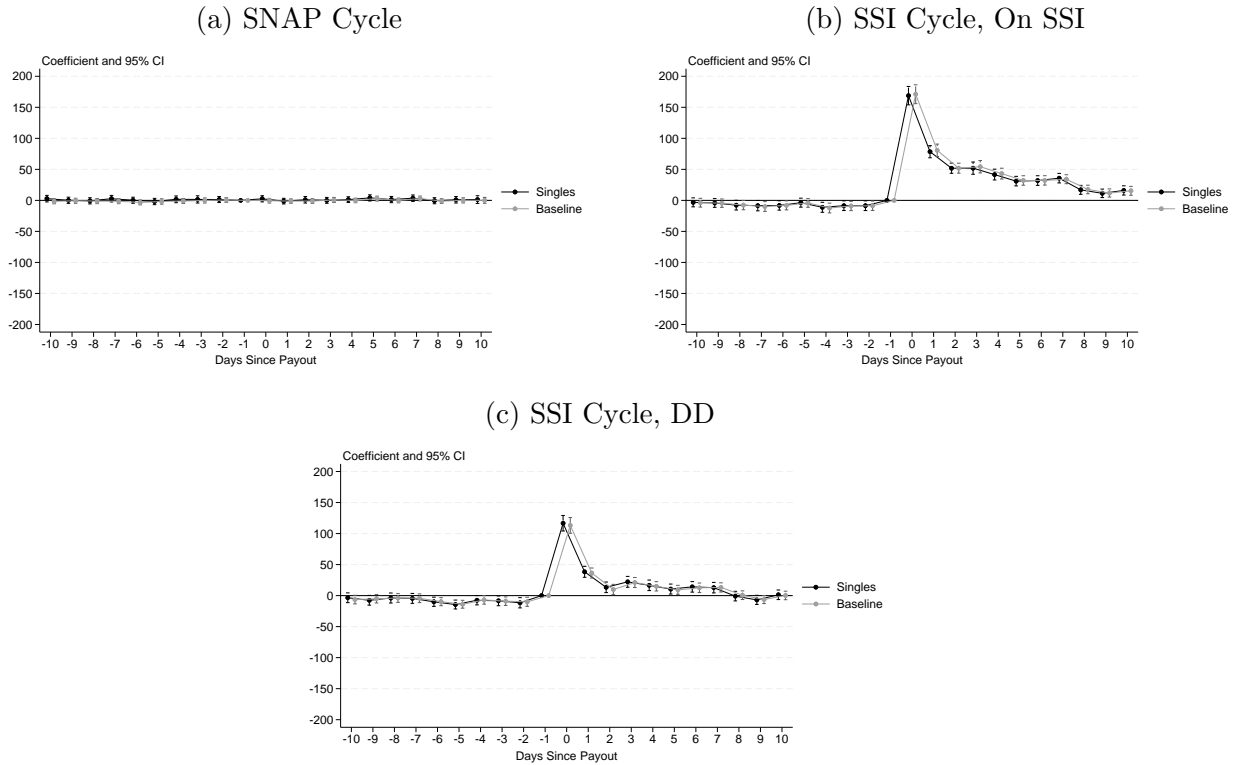 (a) SNAP Cycle
Coefficient and 95% CI
200
150
100
50
0
-50
-100
-150
-200
-10 -9 -8 -7 -6 -5 -4 -3 -2 -1 0 1 2 3 4 5 6 7 8 9 10
Days Since Payout
Singles
Baseline
(b) SSI Cycle, On SSI
Coefficient and 95% CI
200
150
100
50
0
-50
-100
-150
-200
-10 -9 -8 -7 -6 -5 -4 -3 -2 -1 0 1 2 3 4 5 6 7 8 9 10
Days Since Payout
Singles
Baseline
(c) SSI Cycle, DD
Coefficient and 95% CI
200
150
100
50
0
-50
-100
-150
-200
-10 -9 -8 -7 -6 -5 -4 -3 -2 -1 0 1 2 3 4 5 6 7 8 9 10
Days Since Payout
Singles
Baseline